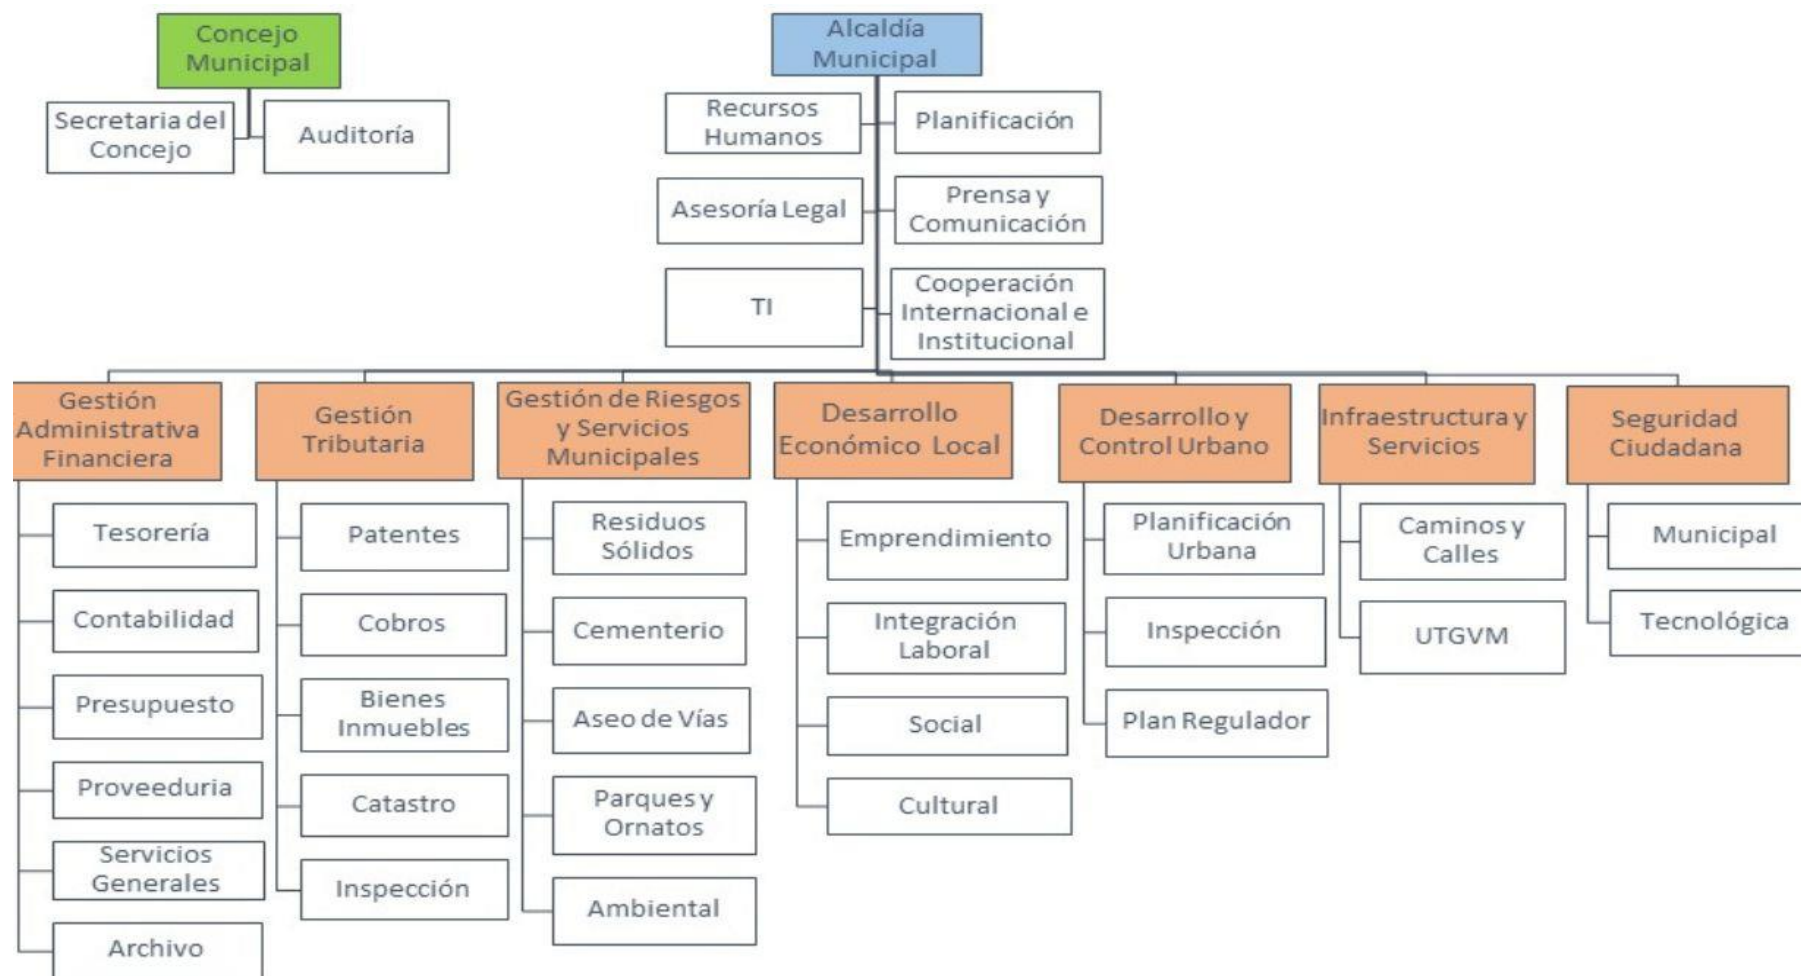 Concejo
Municipal
Secretaria del
Concejo
Auditoría
Alcaldía
Municipal
Recursos
Humanos
Planificación
Asesoría Legal
Prensa y
Comunicación
TI
Cooperación
Internacional e
Institucional
Gestión
Administrativa
Financiera
Tesorería
Contabilidad
Presupuesto
Proveeduria
Servicios
Generales
Archivo
Gestión
Tributaria
Patentes
Cobros
Bienes
Inmuebles
Catastro
Inspección
Gestión de Riesgos
y Servicios
Municipales
Residuos
Sólidos
Cementerio
Aseo de Vías
Parques y
Ornatos
Ambiental
Desarrollo
Económico Local
Emprendimiento
Integración
Laboral
Social
Cultural
Desarrollo y
Control Urbano
Planificación
Urbana
Inspección
Plan Regulador
Infraestructura y
Servicios
Caminos y
Calles
UTGVM
Seguridad
Ciudadana
Municipal
Tecnológica